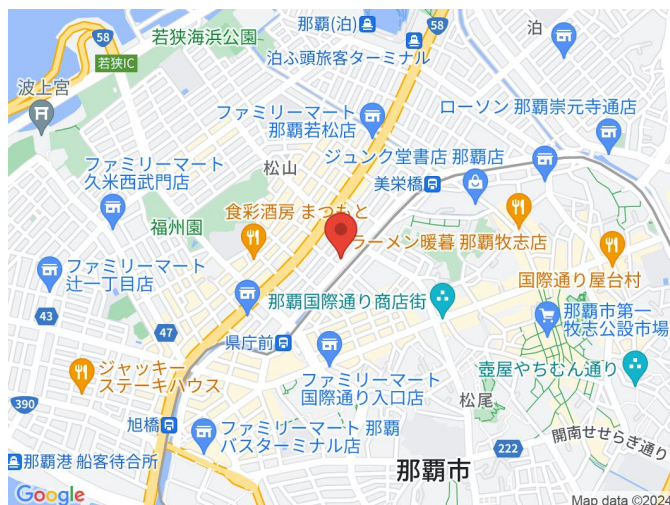 那覇(泊)
58
泊
58
若狭海浜公園
若狭IC
泊ふ頭旅客ターミナル
波上宮
ファミリーマート
那覇若松店
ローソン 那覇崇元寺通店
松山
ジュンク堂書店 那覇店
ファミリーマート
久米西武門店
美栄橋
福州園
食彩酒房 まつもと
ラーメン暖暮 那覇牧志店
ファミリーマート
辻一丁目店
国際通り屋台村
43
那覇国際通り商店街
那覇市第一
牧志公設市場
47
県庁前
ジャッキー
ステーキハウス
ファミリーマート
国際通り入口店
壺屋やちむん通り
390
松尾
旭橋
ファミリーマート 那覇
バスターミナル店
222
開南せせらぎ通り
那覇港 船客待合所
那覇市
Google
Map data ©2024